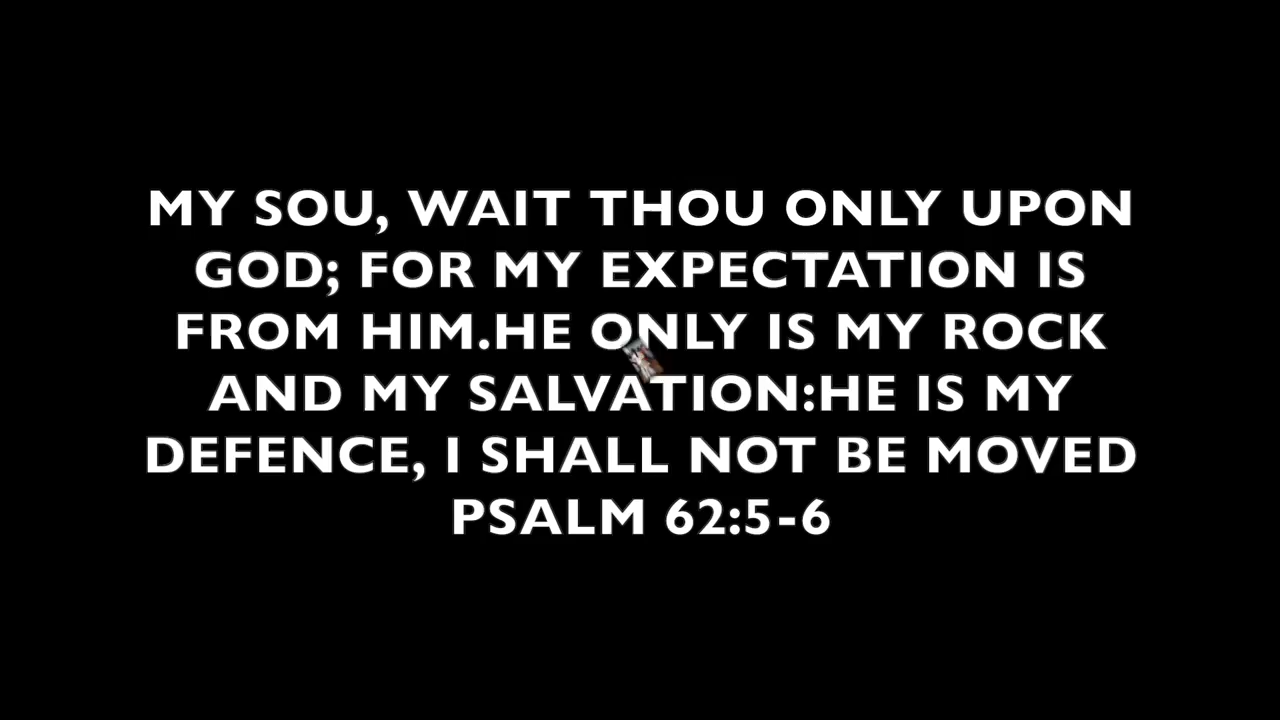 MY SOU, WAIT THOU ONLY UPON
GOD; FOR MY EXPECTATION IS
FROM HIM.HE ONLY IS MY ROCK
AND MY SALVATION:HE IS MY
DEFENCE, I SHALL NOT BE MOVED
PSALM 62:5-6